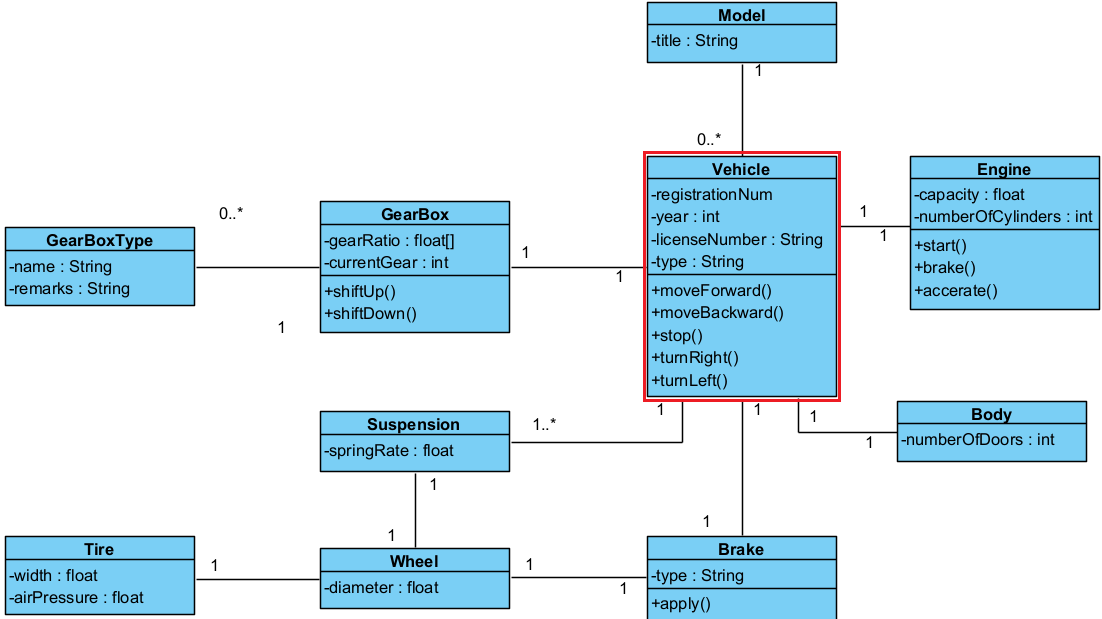 Model
-title : String
1
0..*
Vehicle
-registrationNum
-year : int
-licenseNumber : String
-type : String
+moveForward()
+moveBackward()
+stop()
+turnRight()
+turnLeft()
1
1
Engine
-capacity : float
-numberOfCylinders : int
+start()
+brake()
+accerate()
0..*
GearBoxType
-name : String
-remarks : String
1
GearBox
-gearRatio : float[]
-currentGear : int
+shiftUp()
+shiftDown()
1
1
1
1
1
1
Body
-numberOfDoors : int
Suspension
-springRate : float
1..*
1
1
1
Tire
-width : float
-airPressure : float
1
Wheel
-diameter : float
1
1
Brake
-type : String
+apply()